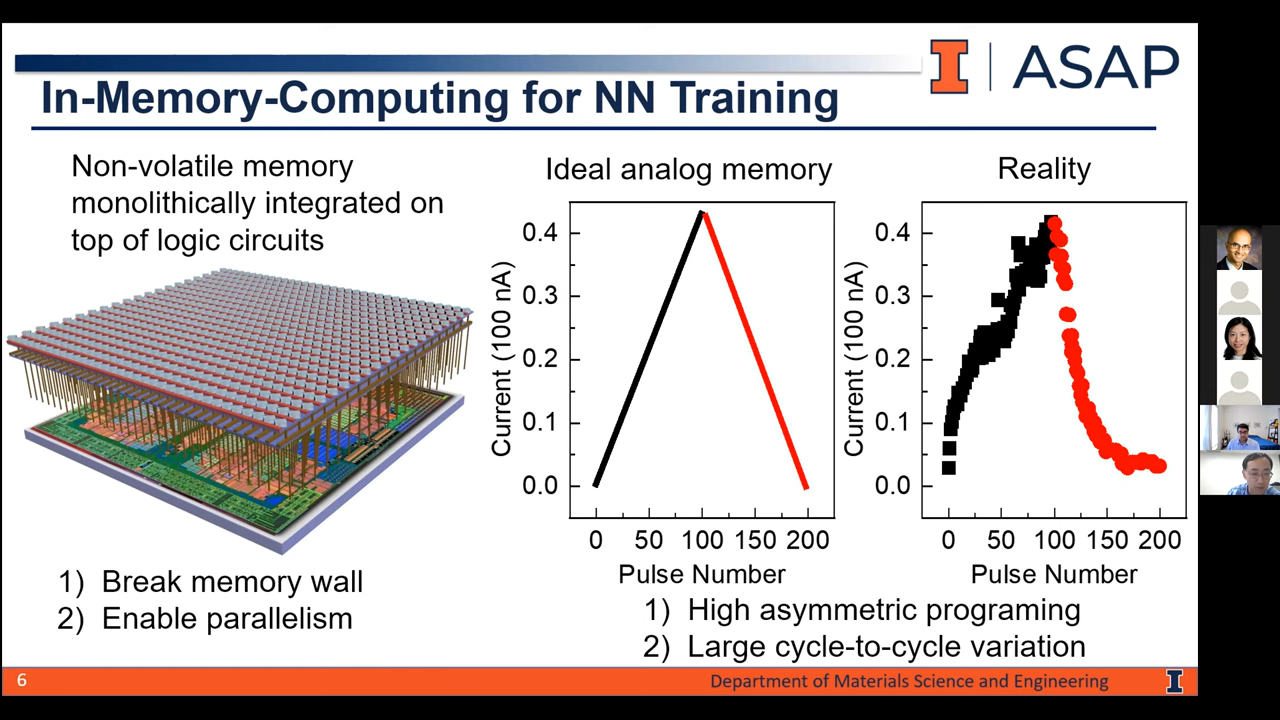 I ASAP
In-Memory-Computing for NN Training
Non-volatile memory
monolithically integrated on
top of logic circuits
1) Break memory wall
2) Enable parallelism
Ideal analog memory
Current (100 nA)
0.4
0.3
0.2
0.1
0.0
0 50 100 150 200
Pulse Number
Reality
Current (100 nA)
0.4
0.3
0.2
0.1
0.0
0 50 100 150 200
Pulse Number
1) High asymmetric programing
2) Large cycle-to-cycle variation
6
Department of Materials Science and Engineering
I